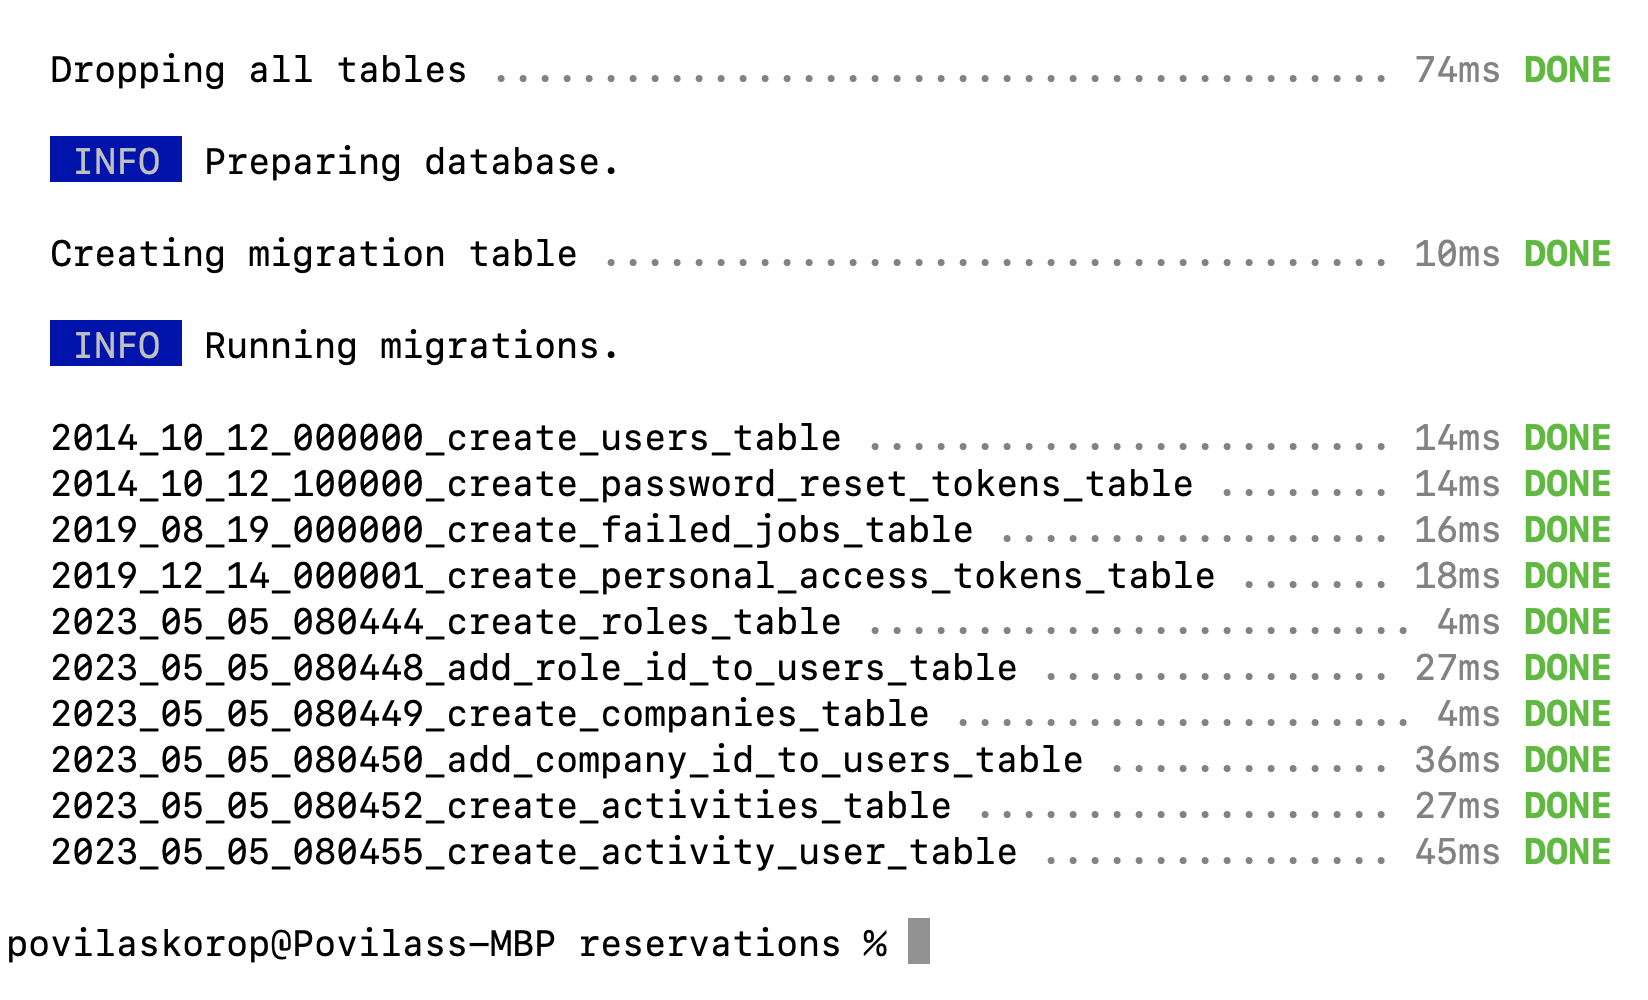 Dropping all tables ......................................... 74ms DONE
INFO Preparing database.
Creating migration table .................................... 10ms DONE
INFO Running migrations.
2014_10_12_000000_create_users_table ........................ 14ms DONE
2014_10_12_100000_create_password_reset_tokens_table ........ 14ms DONE
2019_08_19_000000_create_failed_jobs_table .................. 16ms DONE
2019_12_14_000001_create_personal_access_tokens_table ....... 18ms DONE
2023_05_05_080444_create_roles_table ......................... 4ms DONE
2023_05_05_080448_add_role_id_to_users_table ................ 27ms DONE
2023_05_05_080449_create_companies_table ..................... 4ms DONE
2023_05_05_080450_add_company_id_to_users_table ............. 36ms DONE
2023_05_05_080452_create_activities_table ................... 27ms DONE
2023_05_05_080455_create_activity_user_table ................ 45ms DONE
povilaskorop@Povilass-MBP reservations %